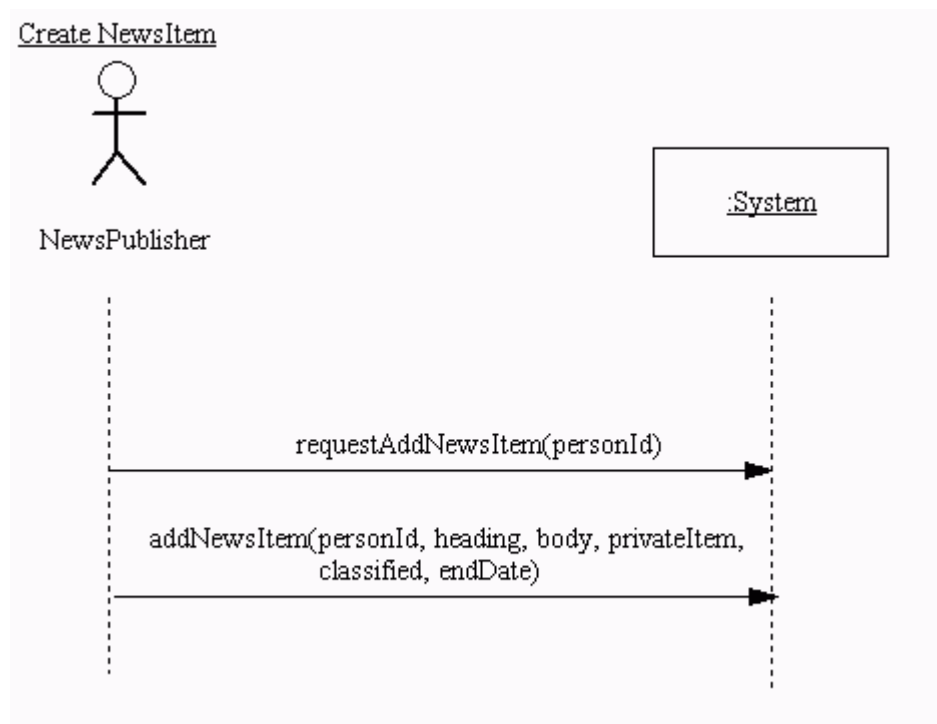 Create NewsItem
:System
NewsPublisher
requestAddNewsItem(personId)
addNewsItem(personId, heading, body, privateItem,
classified, endDate)